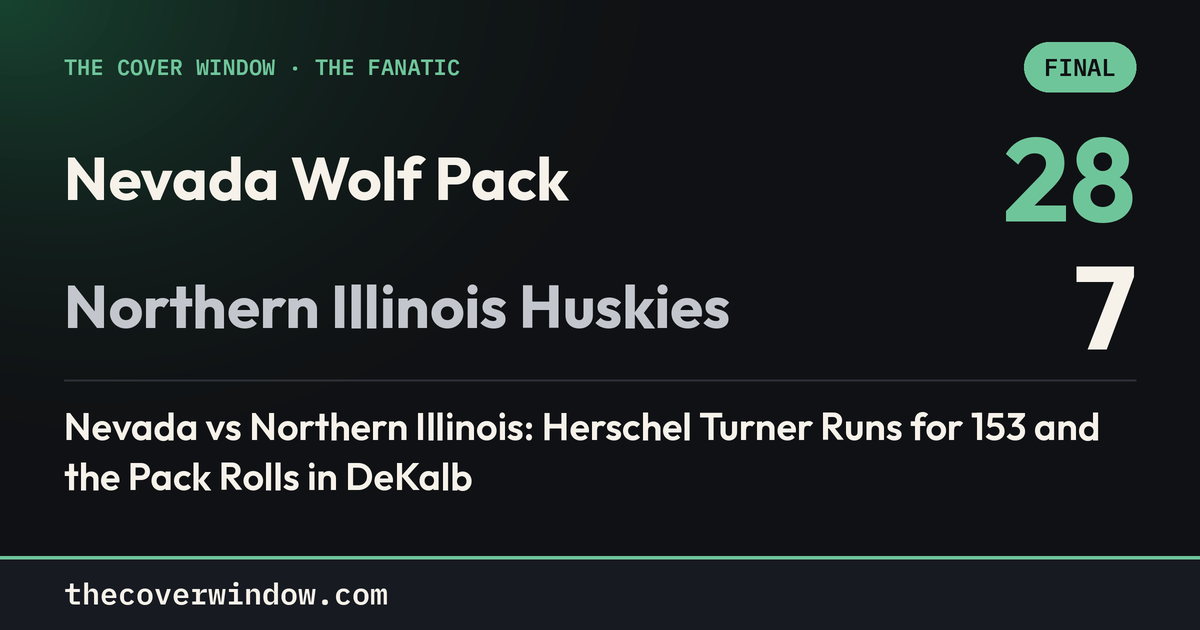 THE COVER WINDOW · THE FANATIC
FINAL
Nevada Wolf Pack
28
Northern Illinois Huskies
7
Nevada vs Northern Illinois: Herschel Turner Runs for 153 and
the Pack Rolls in DeKalb
thecoverwindow.com